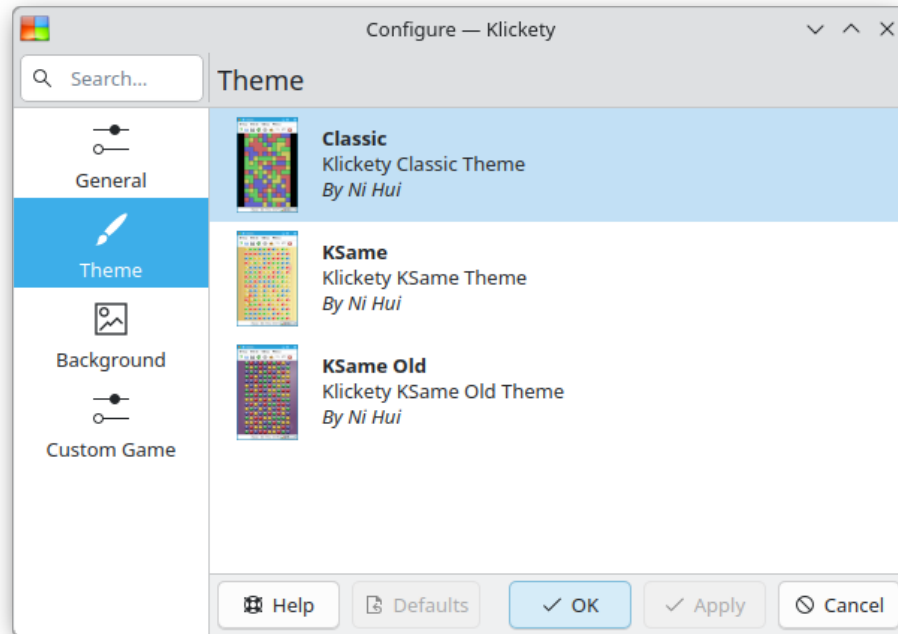 Configure — Klickety
Search...
Theme
General
Theme
Background
Custom Game
Classic
Klickety Classic Theme
By Ni Hui
KSame
Klickety KSame Theme
By Ni Hui
KSame Old
Klickety KSame Old Theme
By Ni Hui
Help
Defaults
OK
Apply
Cancel